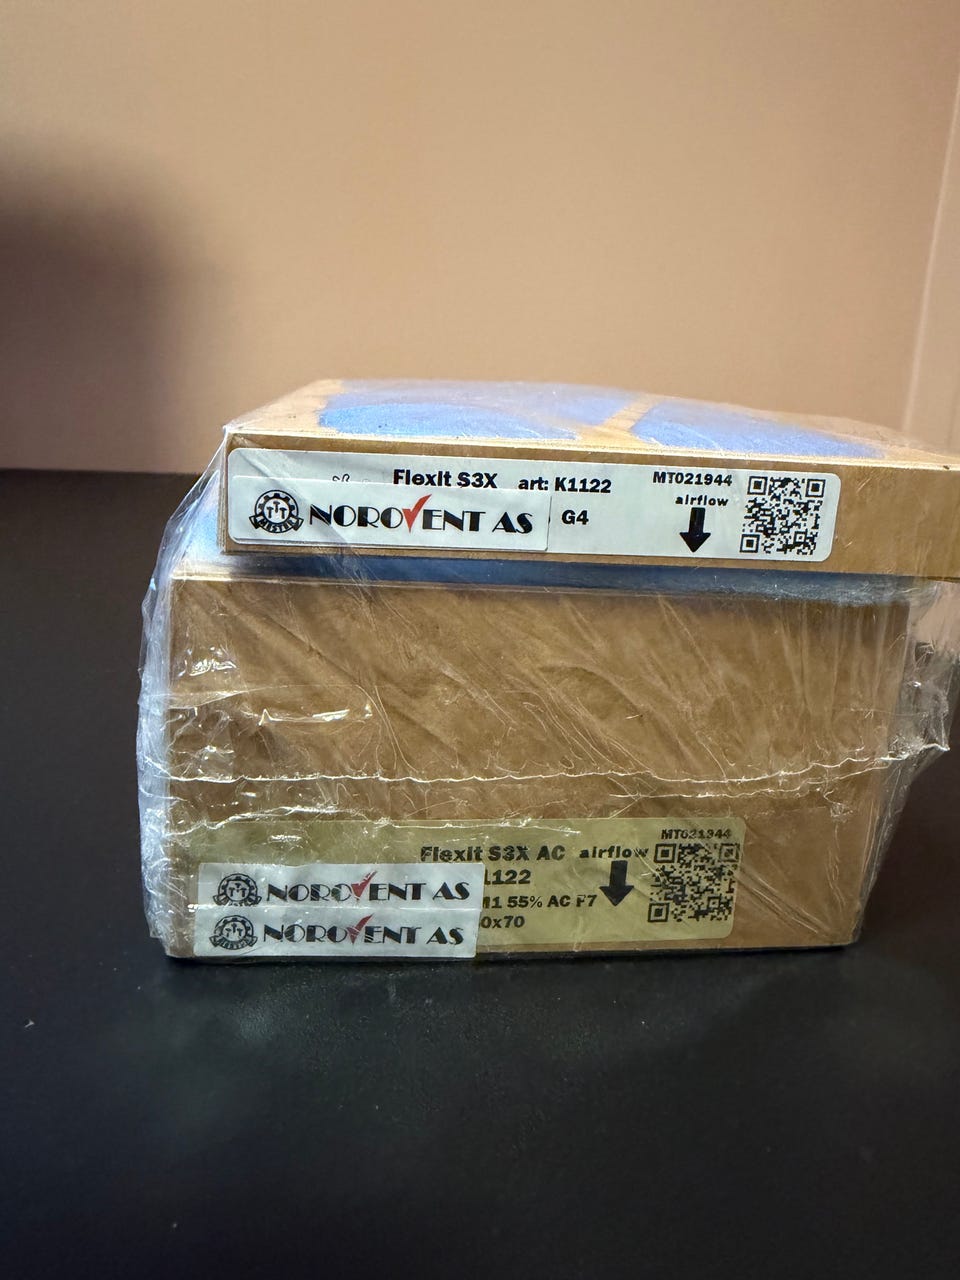 Flexit S3X art: K1122
MT021944
airflow
NOROVENT AS
G4
MT021944
Flexit S3X AC airflow
1122
M1 55% AC F7
0x70
NOROVENT AS
NOROVENT AS